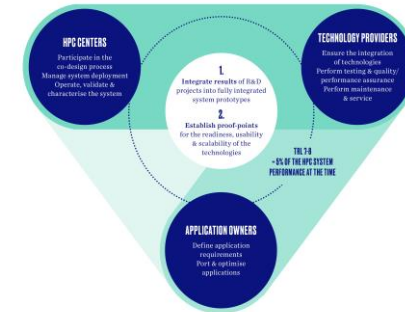 HPC CENTERS
Participate in the
co-design process
Manage system deployment
Operate, validate &
characterise the system
TECHNOLOGY PROVIDERS
Ensure the integration
of technologies
Perform testing & quality/
performance assurance
Perform maintenance
& service
1.
Integrate results of R&D
projects into fully integrated
system prototypes
2.
Establish proof-points
for the readiness, usability
& scalability of the
technologies
TRL 7-8
+ 5% OF THE HPC SYSTEM
PERFORMANCE AT THE TIME
APPLICATION OWNERS
Define application
requirements
Port & optimise
applications